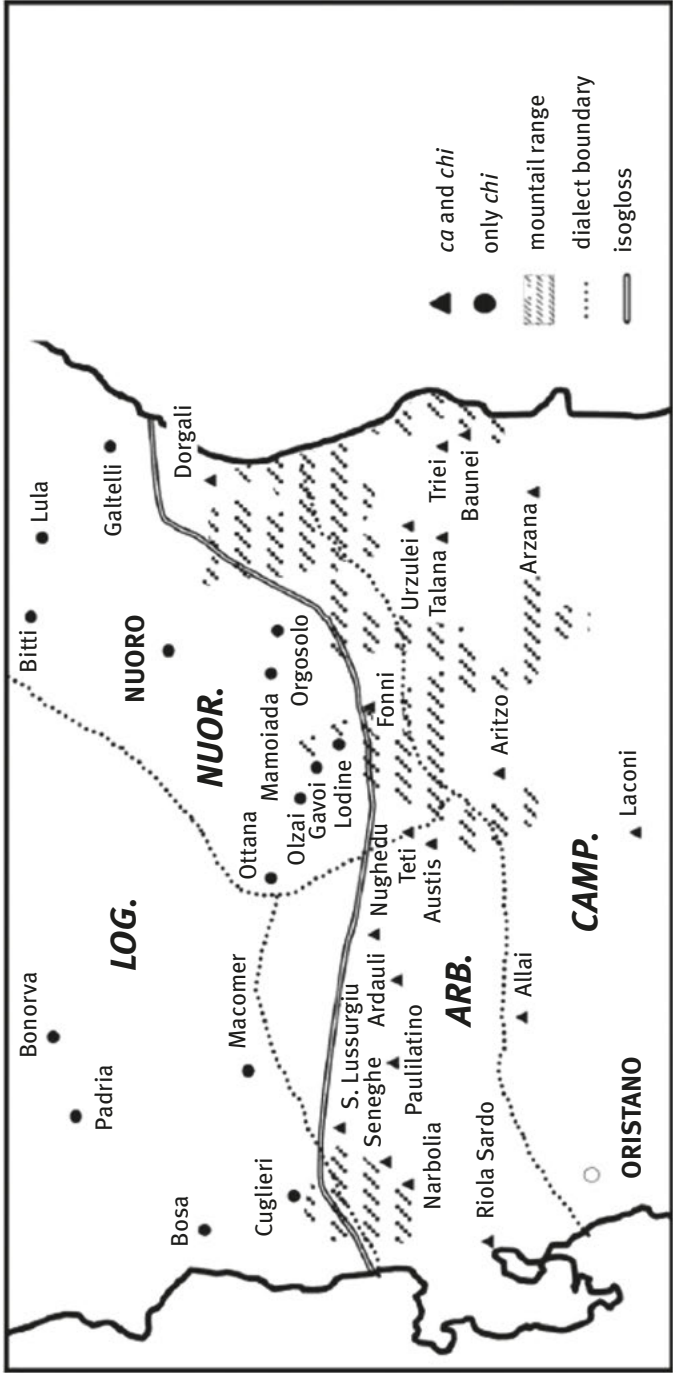 Lula
Bitti
Galtelli
Bonorva
Padria
NUORO
Dorgali
LOG.
NUOR.
Bosa
Macomer
Ottana
Mamoiada
Orgosolo
Olzai
Gavoi
Lodine
Cuglieri
S. Lussurgiu
Seneghe
Nughedu
Fonni
Ardauli
Teti
Austis
Urzulei
Talana
Triei
Baunei
Paulilatino
Narbolia
ARB.
Aritzo
Arzana
Riola Sardo
Allai
CAMP.
Laconi
ORISTANO
ca and chi
only chi
mountail range
dialect boundary
isogloss